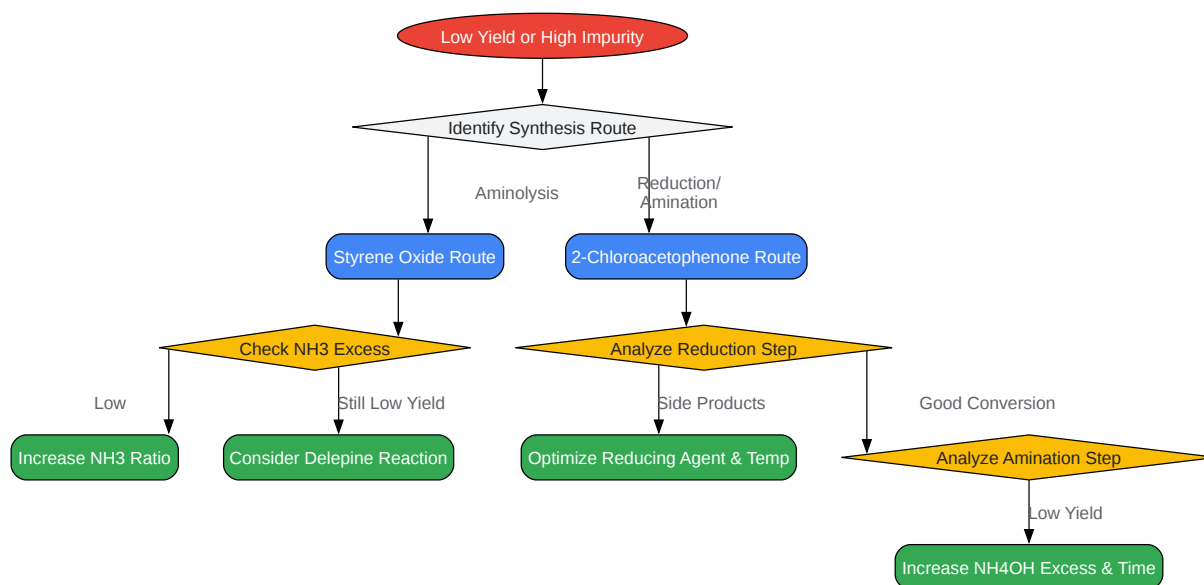 Low Yield or High Impurity
Identify Synthesis Route
Aminolysis
Reduction/
Amination
Styrene Oxide Route
2-Chloroacetophenone Route
Check NH3 Excess
Analyze Reduction Step
Low
Still Low Yield
Side Products
Good Conversion
Increase NH3 Ratio
Consider Delepine Reaction
Optimize Reducing Agent & Temp
Analyze Amination Step
Low Yield
Increase NH4OH Excess & Time